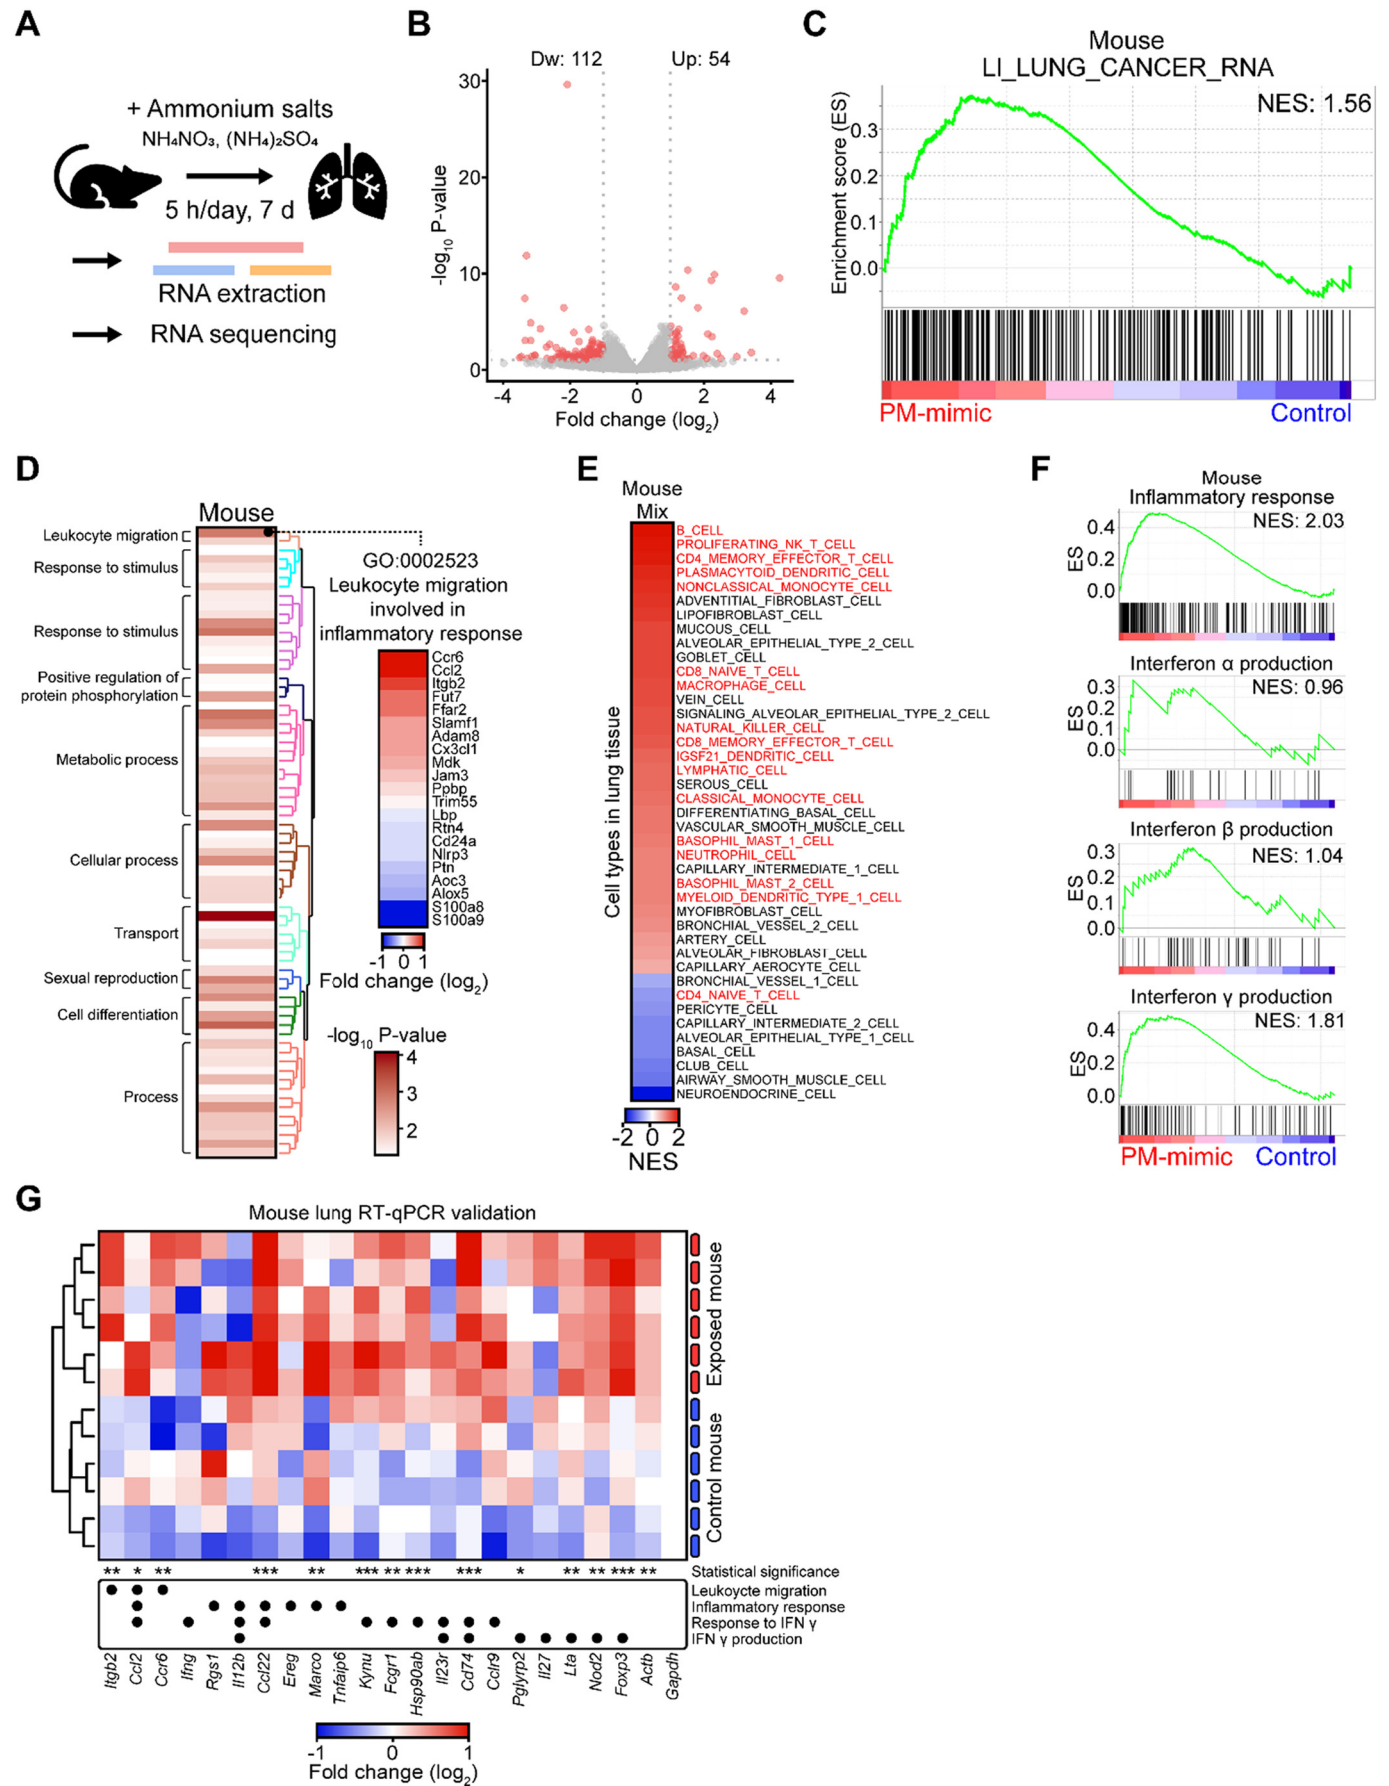 A
+ Ammonium salts
NH₄NO₃, (NH₄)₂SO₄
5 h/day, 7 d
RNA extraction
RNA sequencing
B
Dw: 112
Up: 54
30
20
10
0
-log10 P-value
-4
-2
0
2
4
Fold change (log2)
C
Mouse
LI_LUNG_CANCER_RNA
NES: 1.56
Enrichment score (ES)
0.3
0.2
0.1
0.0
PM-mimic
Control
D
Mouse
Leukocyte migration
Response to stimulus
Response to stimulus
Positive regulation of
protein phosphorylation
Metabolic process
Cellular process
Transport
Sexual reproduction
Cell differentiation
Process
GO:0002523
Leukocyte migration
involved in
inflammatory response
Ccr6
Ccl2
Itgb2
Fut7
Ffar2
Slamf1
Adam8
Cx3cl1
Mdk
Jam3
Ppbp
Trim55
Lbp
Rtn4
Cd24a
Nlrp3
Ptn
Aoc3
Alox5
S100a8
S100a9
-1 0 1
Fold change (log2)
-log10 P-value
4
3
2
E
Mouse
Mix
Cell types in lung tissue
B_CELL
PROLIFERATING_NK_T_CELL
CD4_MEMORY_EFFECTOR_T_CELL
PLASMACYTOID_DENDRITIC_CELL
NONCLASSICAL_MONOCYTE_CELL
ADVENTITIAL_FIBROBLAST_CELL
LIPOFIBROBLAST_CELL
MUCOUS_CELL
ALVEOLAR_EPITHELIAL_TYPE_2_CELL
GOBLET_CELL
CD8_NAIVE_T_CELL
MACROPHAGE_CELL
VEIN_CELL
SIGNALING_ALVEOLAR_EPITHELIAL_TYPE_2_CELL
NATURAL_KILLER_CELL
CD8_MEMORY_EFFECTOR_T_CELL
IGSF21_DENDRITIC_CELL
LYMPHATIC_CELL
SEROUS_CELL
CLASSICAL_MONOCYTE_CELL
DIFFERENTIATING_BASAL_CELL
VASCULAR_SMOOTH_MUSCLE_CELL
BASOPHIL_MAST_1_CELL
NEUTROPHIL_CELL
CAPILLARY_INTERMEDIATE_1_CELL
BASOPHIL_MAST_2_CELL
MYELOID_DENDRITIC_TYPE_1_CELL
MYOFIBROBLAST_CELL
BRONCHIAL_VESSEL_2_CELL
ARTERY_CELL
ALVEOLAR_FIBROBLAST_CELL
CAPILLARY_AEROCYTE_CELL
BRONCHIAL_VESSEL_1_CELL
CD4_NAIVE_T_CELL
PERICYTE_CELL
CAPILLARY_INTERMEDIATE_2_CELL
ALVEOLAR_EPITHELIAL_TYPE_1_CELL
BASAL_CELL
CLUB_CELL
AIRWAY_SMOOTH_MUSCLE_CELL
NEUROENDOCRINE_CELL
-2 0 2
NES
F
Mouse
Inflammatory response
NES: 2.03
ES
0.4
0.2
0.0
Interferon α production
NES: 0.96
ES
0.3
0.2
0.1
0.0
Interferon β production
NES: 1.04
ES
0.3
0.2
0.1
0.0
Interferon γ production
NES: 1.81
ES
0.4
0.2
0.0
PM-mimic
Control
G
Mouse lung RT-qPCR validation
Exposed mouse
Control mouse
** * ** *** ** *** ** *** *** * ** ** *** **
Statistical significance
Leukoycte migration
Inflammatory response
Response to IFN γ
IFN γ production
Itgb2
Ccl2
Ccr6
Ifng
Rgs1
Il12b
Ccl22
Ereg
Marco
Tnfaip6
Kynu
Fcgr1
Hsp90ab
Il23r
Cd74
Cclr9
Pglyrp2
Il27
Lta
Nod2
Foxp3
Actb
Gapdh
-1 0 1
Fold change (log2)